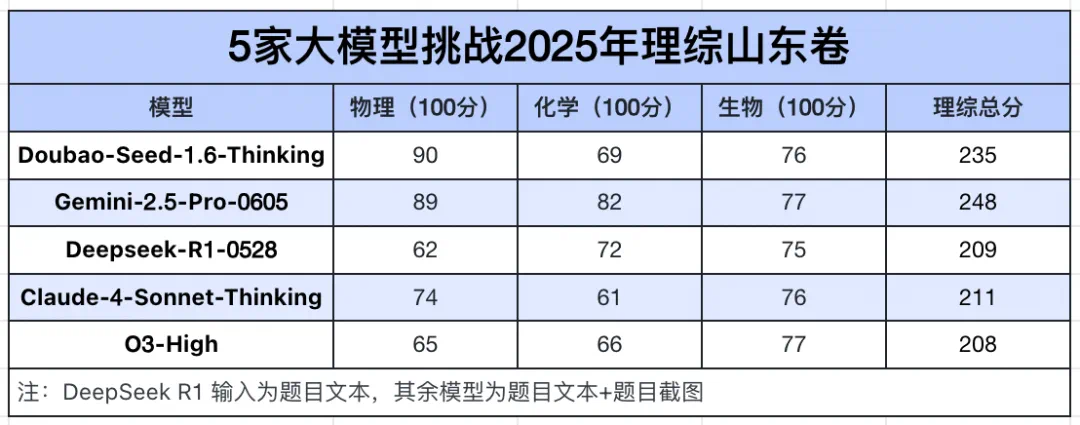 5家大模型挑战2025年理综山东卷
模型 物理（100分） 化学（100分） 生物（100分） 理综总分
Doubao-Seed-1.6-Thinking 90 69 76 235
Gemini-2.5-Pro-0605 89 82 77 248
Deepseek-R1-0528 62 72 75 209
Claude-4-Sonnet-Thinking 74 61 76 211
O3-High 65 66 77 208
注：DeepSeek R1 输入为题目文本，其余模型为题目文本+题目截图